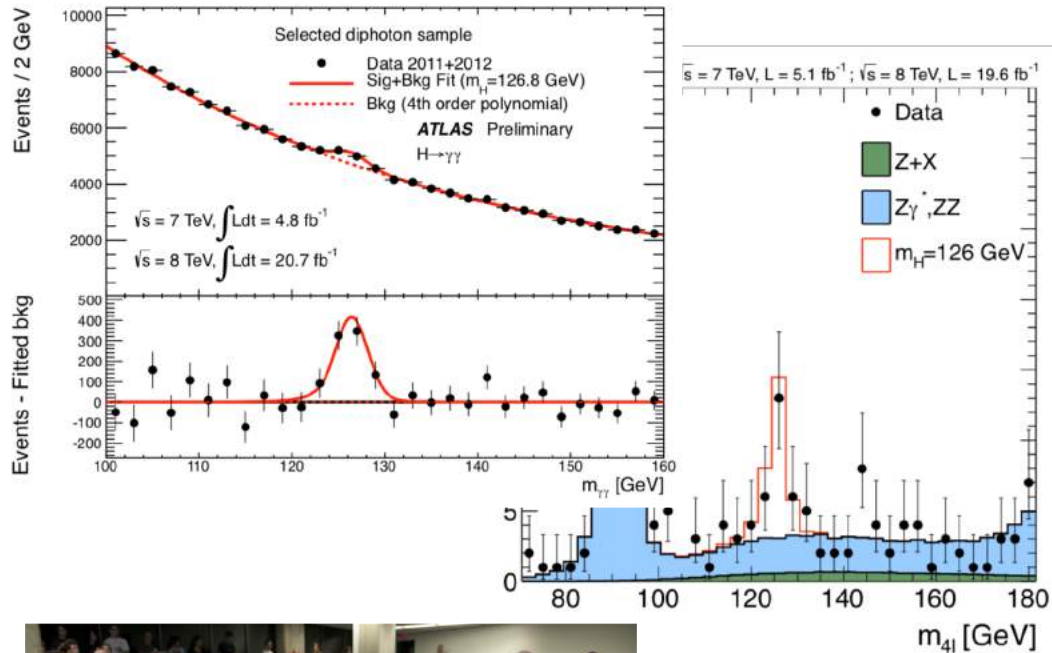 Events / 2 GeV
10000
8000
6000
4000
2000
Selected diphoton sample
Data 2011+2012
Sig+Bkg Fit (m_H=126.8 GeV)
Bkg (4th order polynomial)
ATLAS Preliminary
H→γγ
√s = 7 TeV, ∫Ldt = 4.8 fb⁻¹
√s = 8 TeV, ∫Ldt = 20.7 fb⁻¹
Events - Fitted bkg
500
400
300
200
100
0
-100
-200
100 110 120 130 140 150 160
m_γγ [GeV]
s = 7 TeV, L = 5.1 fb⁻¹ ; √s = 8 TeV, L = 19.6 fb⁻¹
Data
Z+X
Zγ*,ZZ
m_H=126 GeV
5
0
80 100 120 140 160 180
m_4l [GeV]